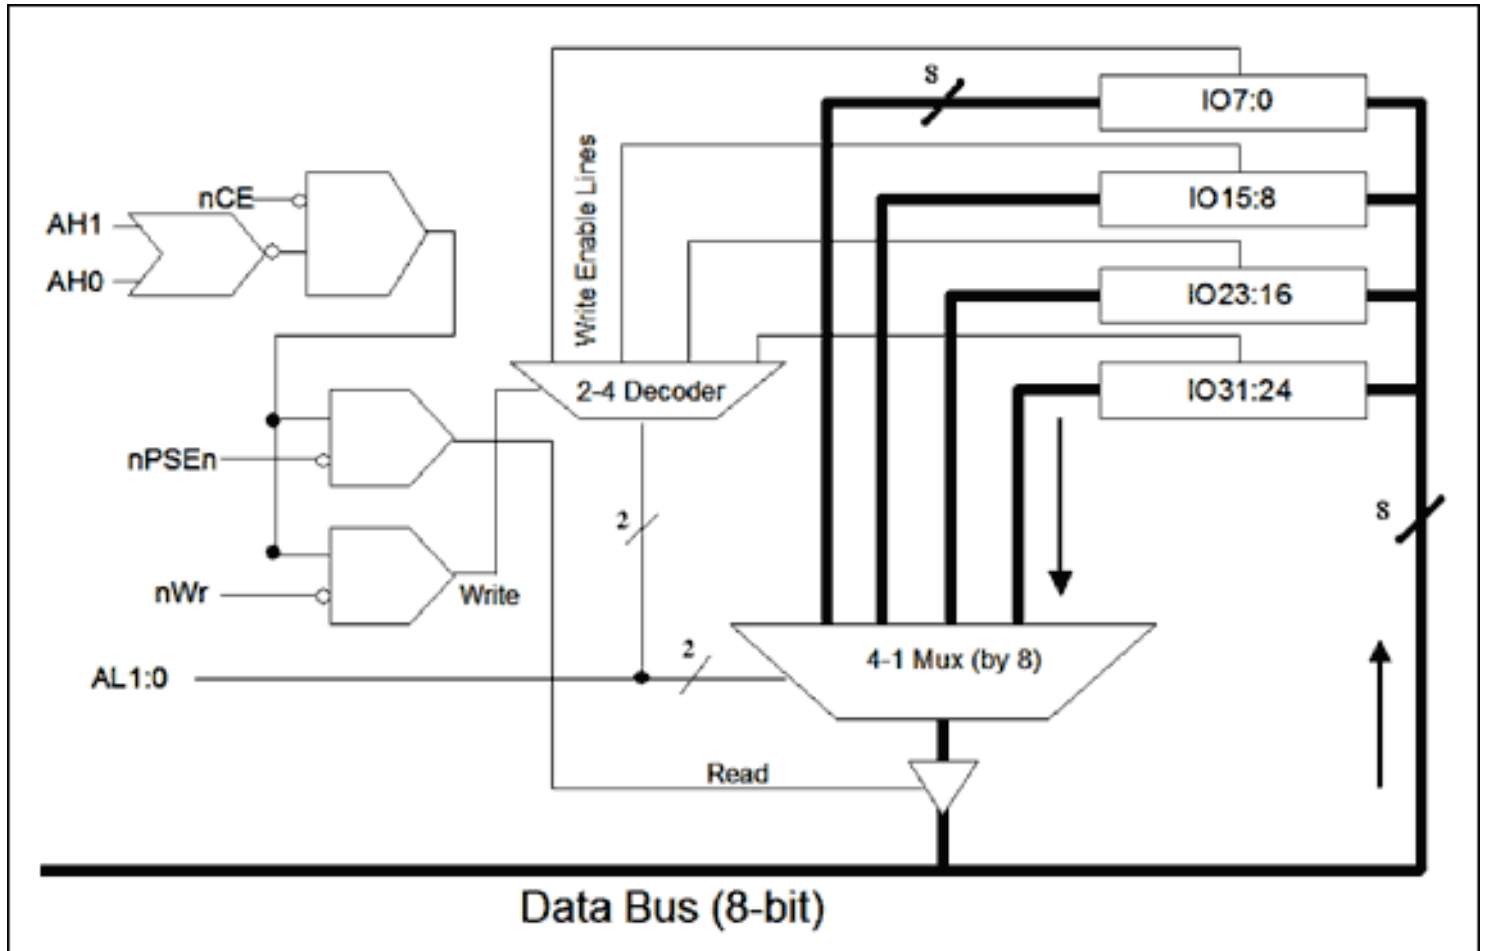 8
IO7:0
Write Enable Lines
nCE
IO15:8
AH1
AH0
IO23:16
2-4 Decoder
IO31:24
nPSEn
2
8
nWr
Write
2
4-1 Mux (by 8)
AL1:0
Read
Data Bus (8-bit)